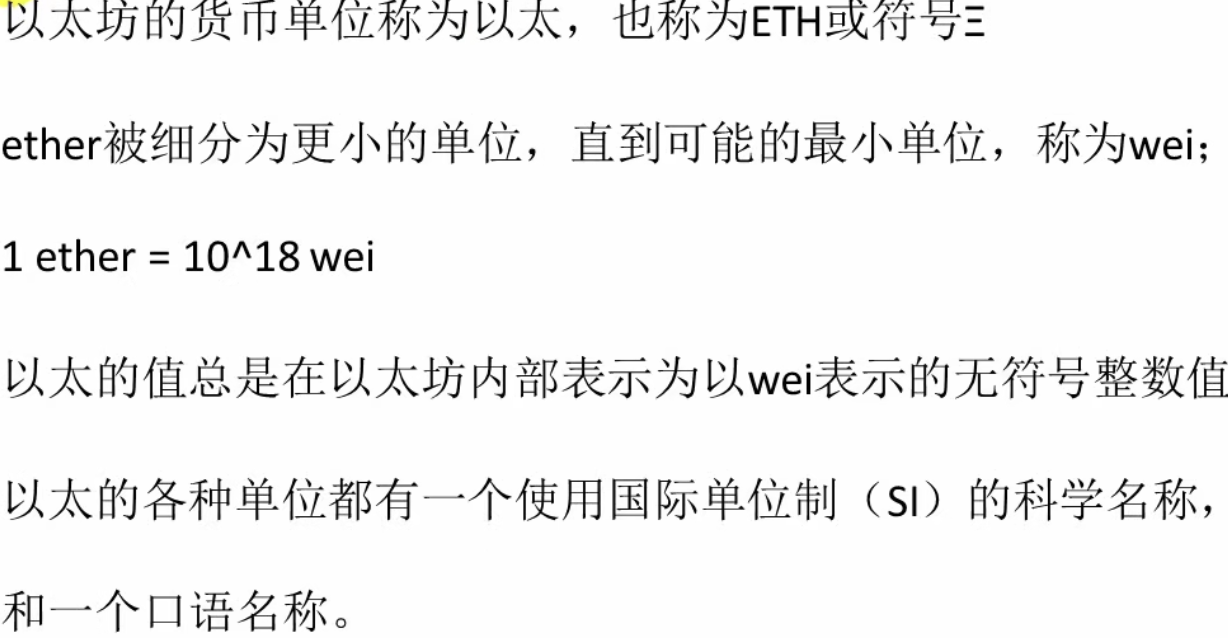 以太坊的货币单位称为以太，也称为ETH或符号Ξ
ether被细分为更小的单位，直到可能的最小单位，称为wei；
1 ether = 10^18 wei
以太的值总是在以太坊内部表示为以wei表示的无符号整数值
以太的各种单位都有一个使用国际单位制（SI）的科学名称，
和一个口语名称。